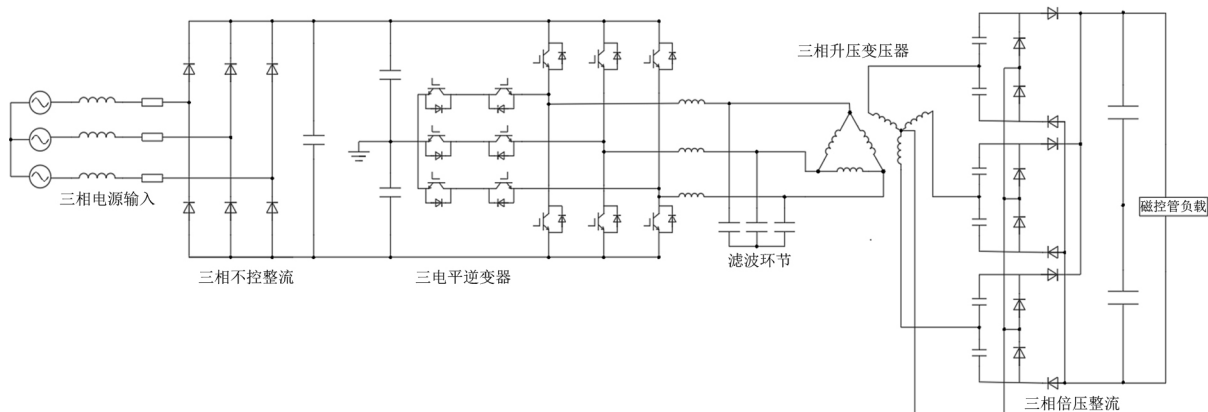 三相升压变压器
三相电源输入
磁控管负载
滤波环节
三相不控整流
三电平逆变器
三相倍压整流